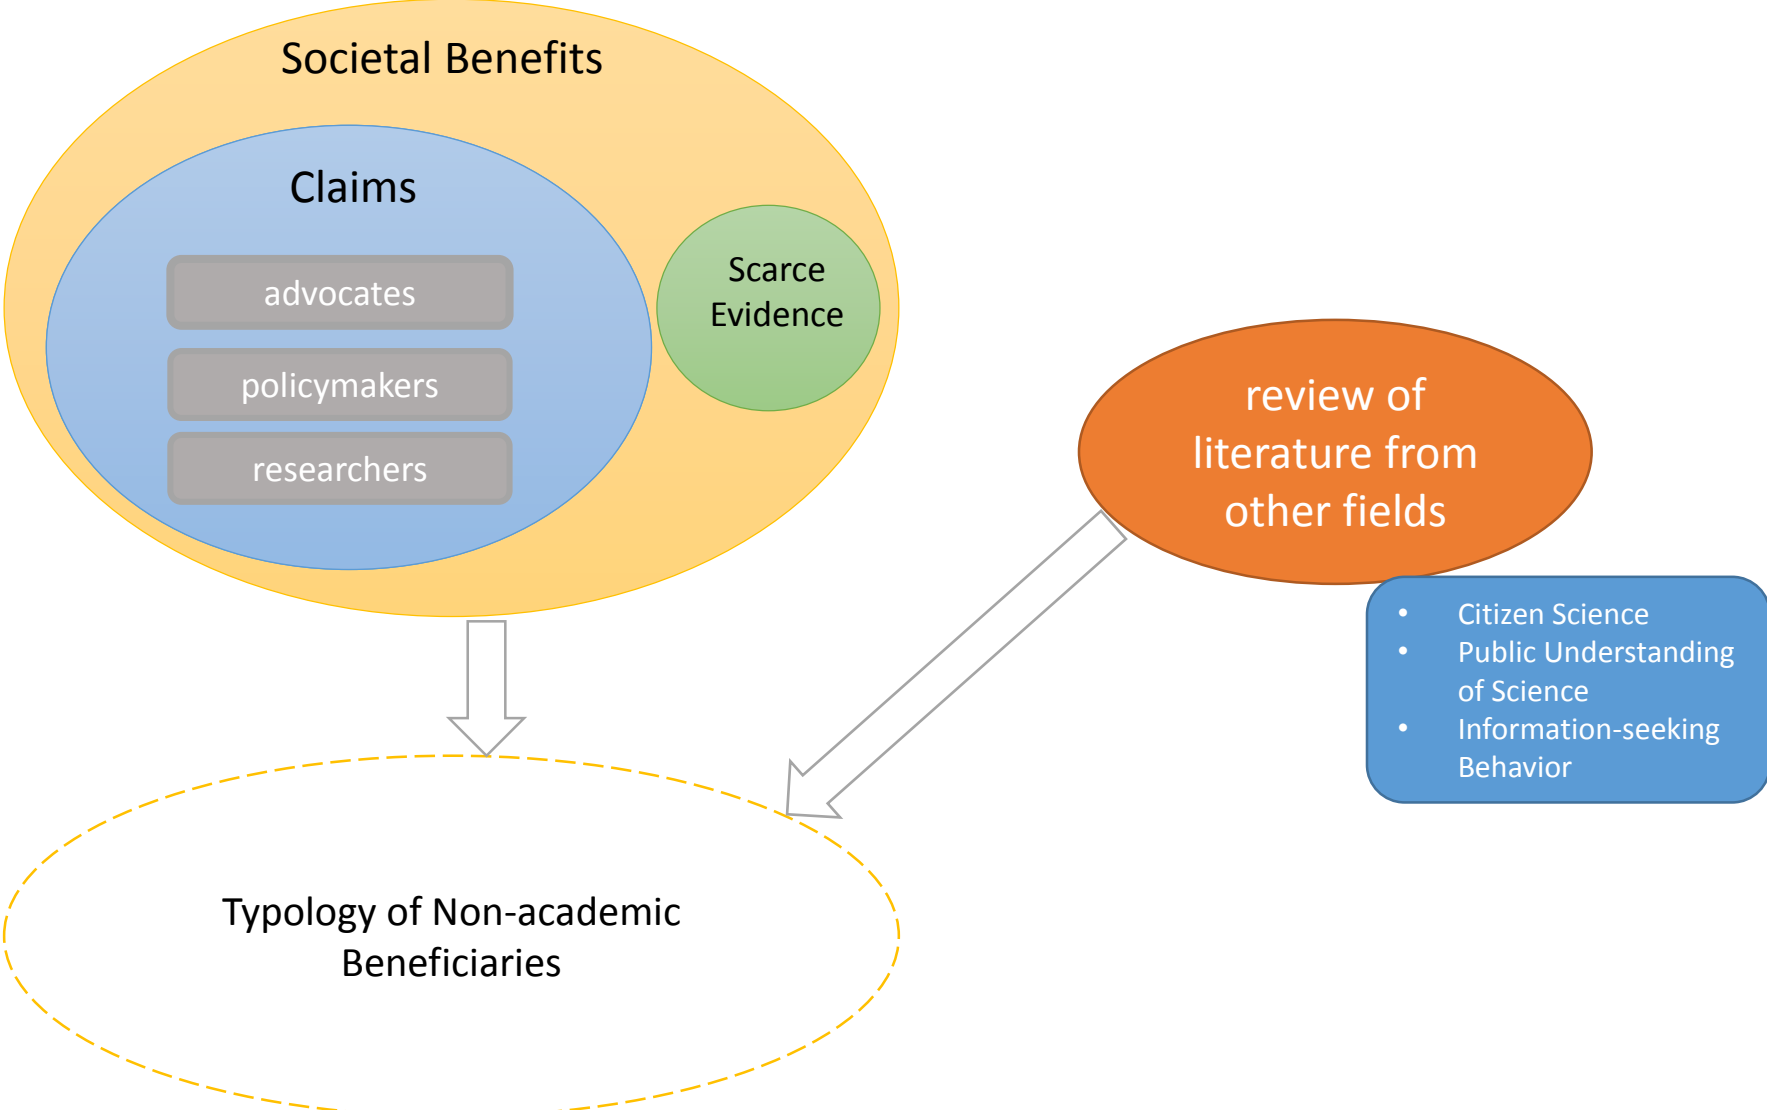 Societal Benefits
Claims
advocates
policymakers
researchers
Scarce
Evidence
review of
literature from
other fields
• Citizen Science
• Public Understanding
of Science
• Information-seeking
Behavior
Typology of Non-academic
Beneficiaries